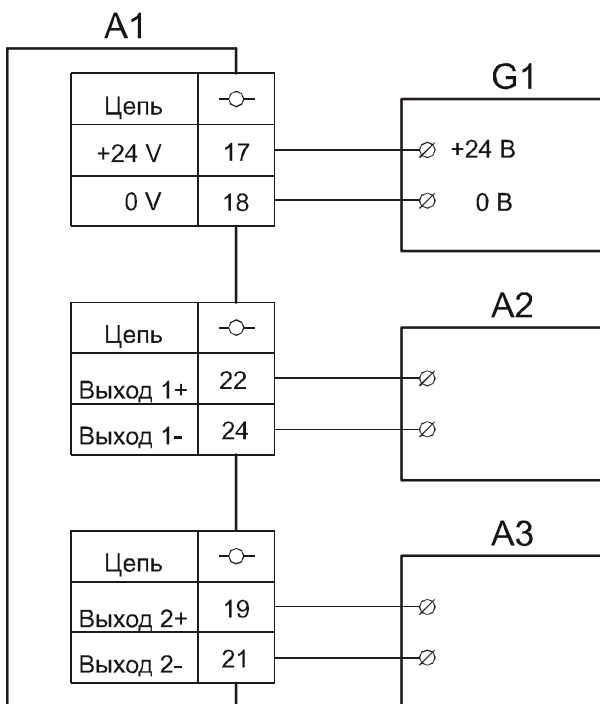 A1
G1
Цепь
+24 V 17
0 V 18
+24 В
0 В
A2
Цепь
Выход 1+ 22
Выход 1- 24
A3
Цепь
Выход 2+ 19
Выход 2- 21